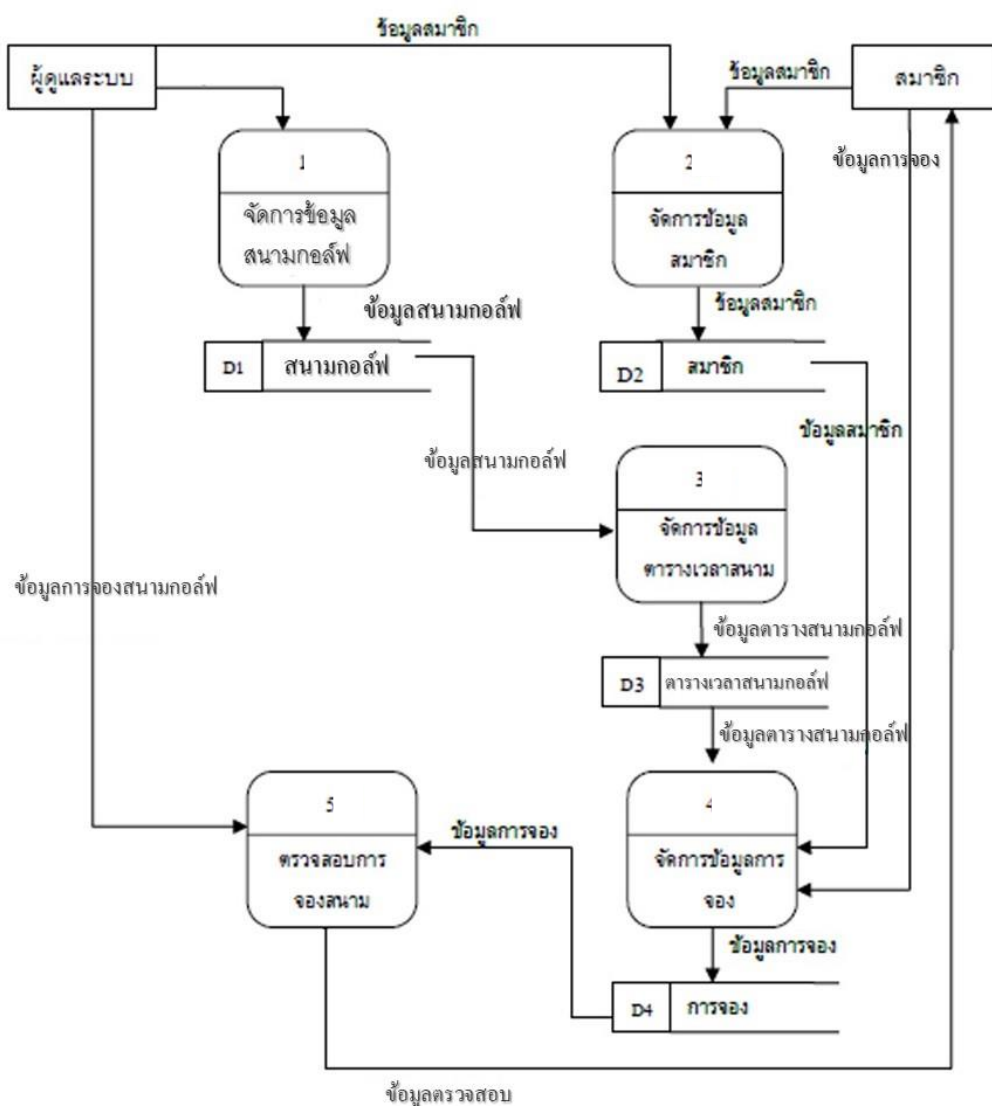 ข้อมูลสมาชิก
ผู้ดูแลระบบ
ข้อมูลสมาชิก
สมาชิก
1
จัดการข้อมูล
สนามกอล์ฟ
2
จัดการข้อมูล
สมาชิก
ข้อมูลการจอง
ข้อมูลสนามกอล์ฟ
ข้อมูลสมาชิก
D1
สนามกอล์ฟ
D2
สมาชิก
ข้อมูลสมาชิก
ข้อมูลสนามกอล์ฟ
3
จัดการข้อมูล
ตารางเวลาสนาม
ข้อมูลการจองสนามกอล์ฟ
ข้อมูลตารางสนามกอล์ฟ
D3
ตารางเวลาสนามกอล์ฟ
ข้อมูลตารางสนามกอล์ฟ
5
ตรวจสอบการ
จองสนาม
ข้อมูลการจอง
4
จัดการข้อมูลการ
จอง
ข้อมูลการจอง
D4
การจอง
ข้อมูลตรวจสอบ